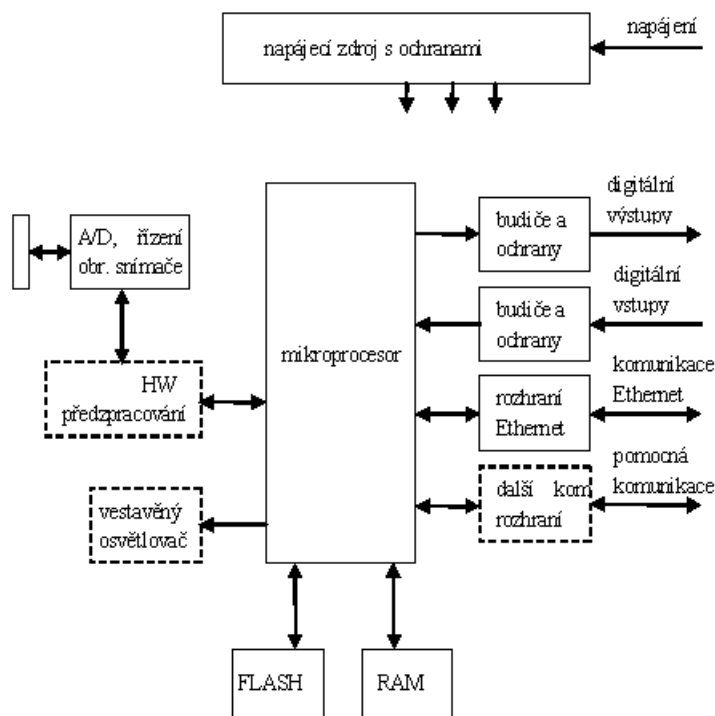 napájení
napájecí zdroj s ochranami
A/D, řízení
obr. snímače
HW
předzpracování
vestavěný
osvětlovač
mikroprocesor
budiče a
ochrany
digitální
výstupy
budiče a
ochrany
digitální
vstupy
rozhraní
Ethernet
komunikace
Ethernet
další kom
rozhraní
pomocná
komunikace
FLASH
RAM